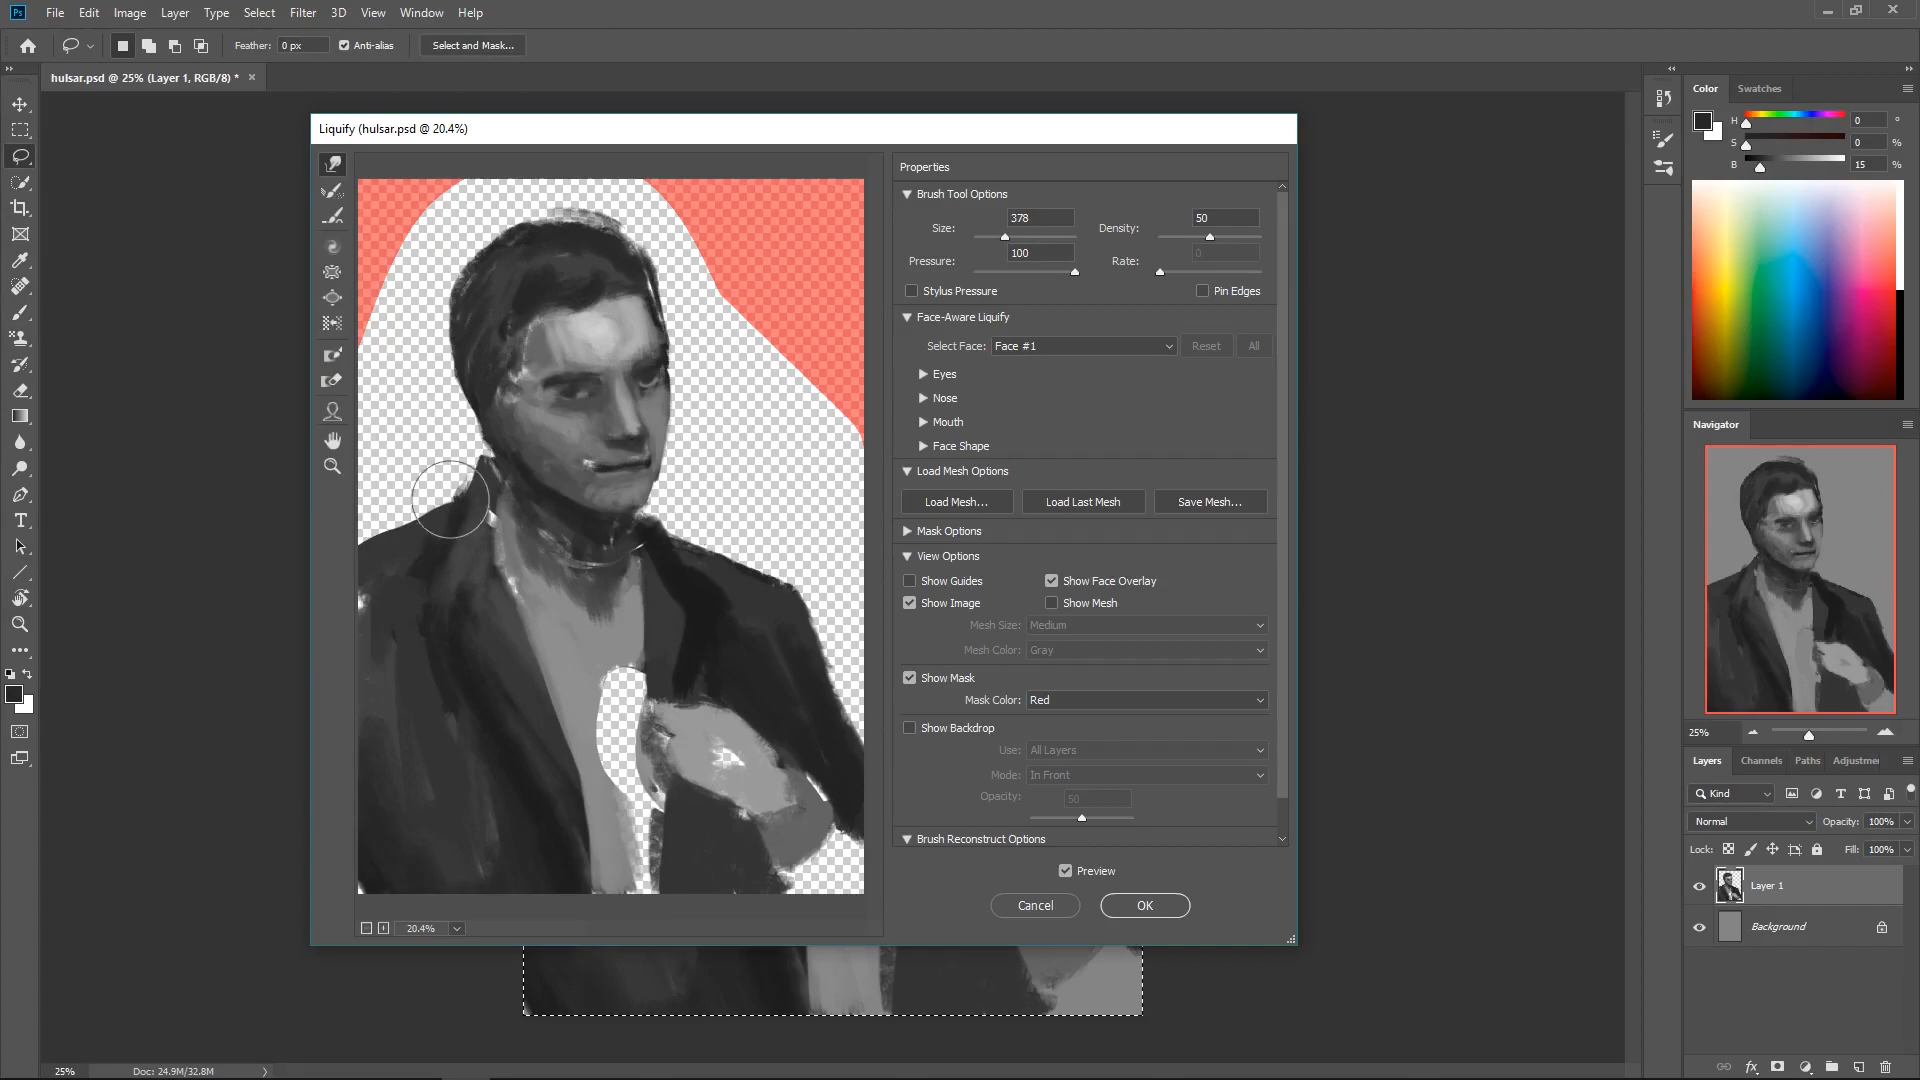 Ps File Edit Image Layer Type Select Filter 3D View Window Help
Feather: 0 px Anti-alias Select and Mask...
hulsar.psd @ 25% (Layer 1, RGB/8) *
Liquify (hulsar.psd @ 20.4%)
Properties
Brush Tool Options
Size: 378 Density: 50
Pressure: 100 Rate: 0
Stylus Pressure Pin Edges
Face-Aware Liquify
Select Face: Face #1 Reset All
Eyes
Nose
Mouth
Face Shape
Load Mesh Options
Load Mesh... Load Last Mesh Save Mesh...
Mask Options
View Options
Show Guides Show Face Overlay
Show Image Show Mesh
Mesh Size: Medium
Mesh Color: Gray
Show Mask
Mask Color: Red
Show Backdrop
Use: All Layers
Mode: In Front
Opacity: 50
Brush Reconstruct Options
Preview
Cancel OK
20.4%
Color Swatches
H 0 °
S 0 %
B 15 %
Navigator
25%
Layers Channels Paths Adjustmen
Kind
Normal Opacity: 100%
Lock: Fill: 100%
Layer 1
Background
fx
25% Doc: 24.9M/32.8M